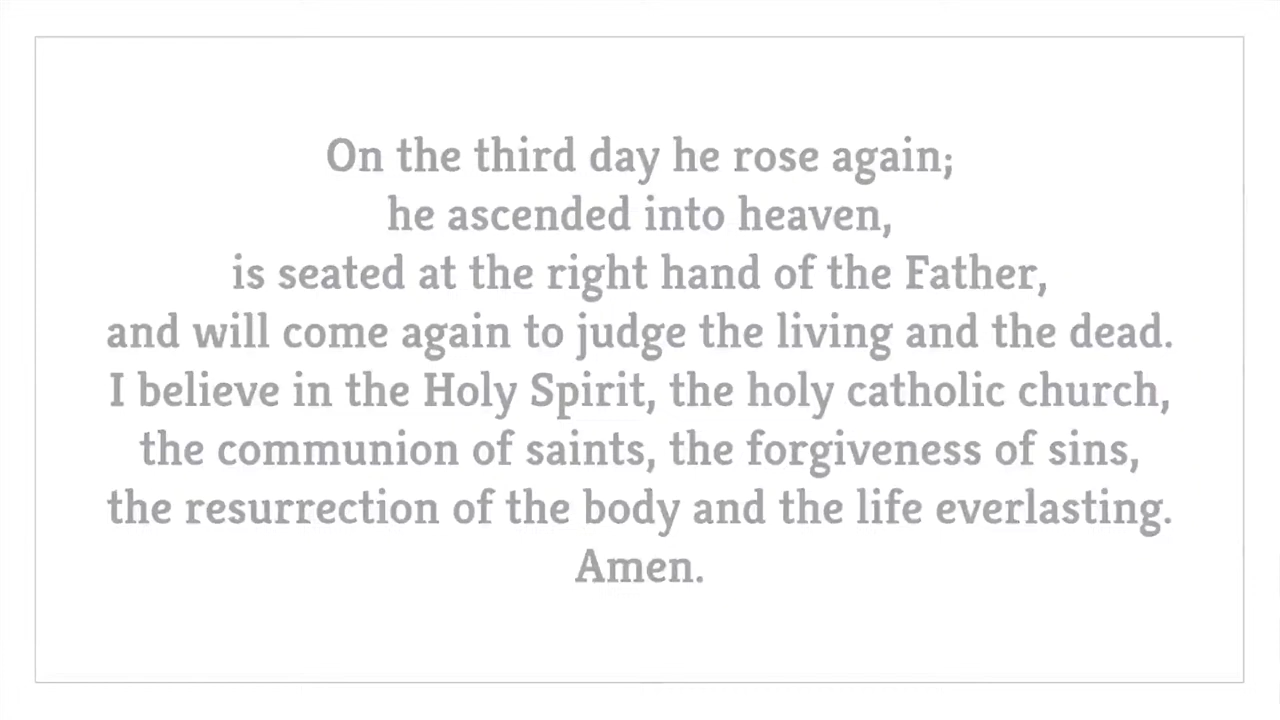 On the third day he rose again;
he ascended into heaven,
is seated at the right hand of the Father,
and will come again to judge the living and the dead.
I believe in the Holy Spirit, the holy catholic church,
the communion of saints, the forgiveness of sins,
the resurrection of the body and the life everlasting.
Amen.